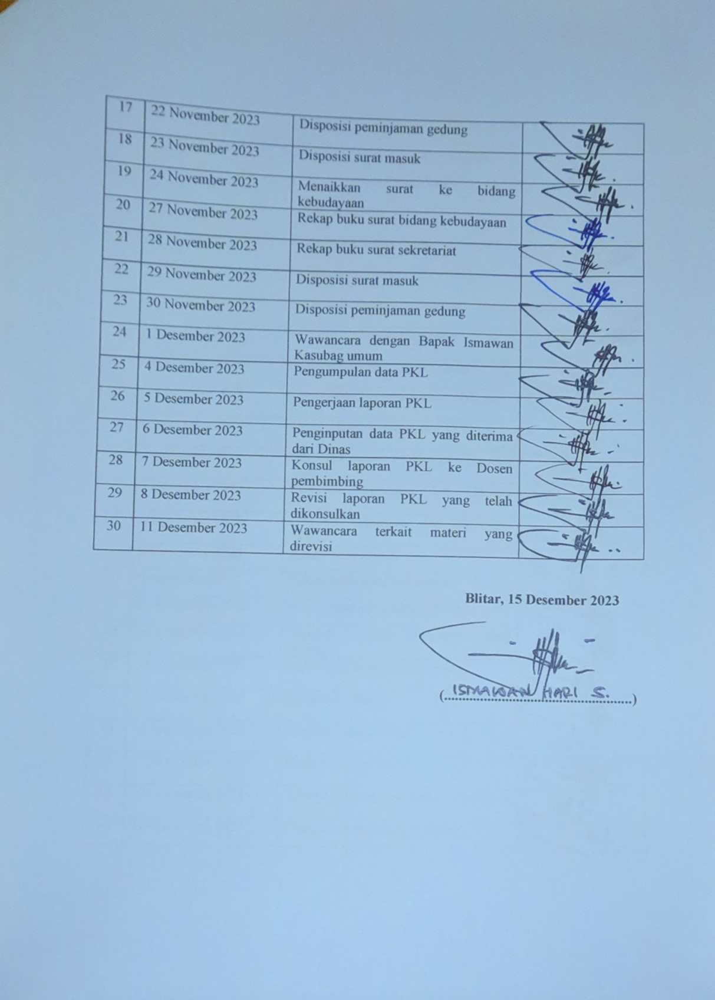 17 22 November 2023 Disposisi peminjaman gedung
18 23 November 2023 Disposisi surat masuk
19 24 November 2023 Menaikkan surat ke bidang
kebudayaan
20 27 November 2023 Rekap buku surat bidang kebudayaan
21 28 November 2023 Rekap buku surat sekretariat
22 29 November 2023 Disposisi surat masuk
23 30 November 2023 Disposisi peminjaman gedung
24 1 Desember 2023 Wawancara dengan Bapak Ismawan
Kasubag umum
25 4 Desember 2023 Pengumpulan data PKL
26 5 Desember 2023 Pengerjaan laporan PKL
27 6 Desember 2023 Penginputan data PKL yang diterima
dari Dinas
28 7 Desember 2023 Konsul laporan PKL ke Dosen
pembimbing
29 8 Desember 2023 Revisi laporan PKL yang telah
dikonsulkan
30 11 Desember 2023 Wawancara terkait materi yang
direvisi
Blitar, 15 Desember 2023
(ISMAWAN HARI S.)